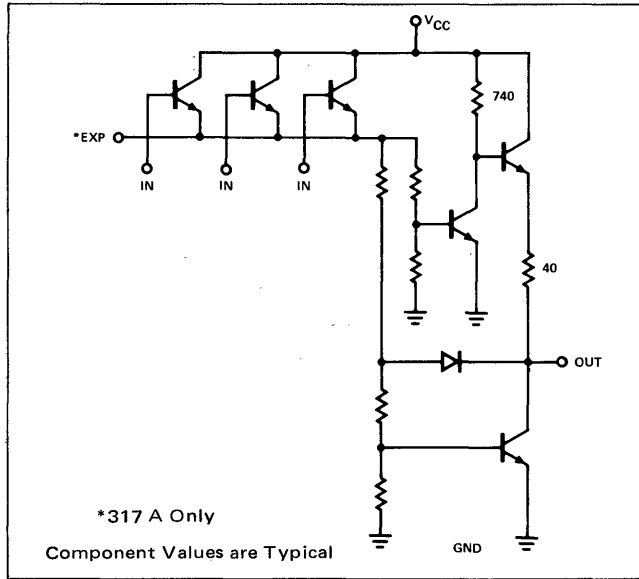 VCC
740
*EXP
IN
IN
IN
40
OUT
*317 A Only
Component Values are Typical
GND